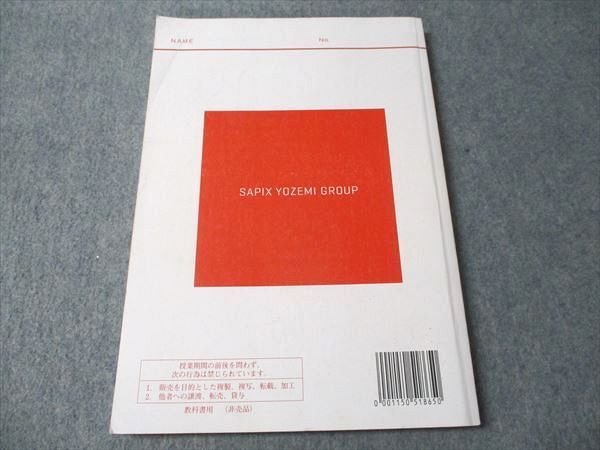 NAME No.
SAPIX YOZEMI GROUP
授業期間の前後を問わず、
次の行為は禁じられています。
1. 販売を目的とした複製、複写、転載、加工
2. 他者への譲渡、転売、貸与
教科書用 (非売品)
0 001150 518650